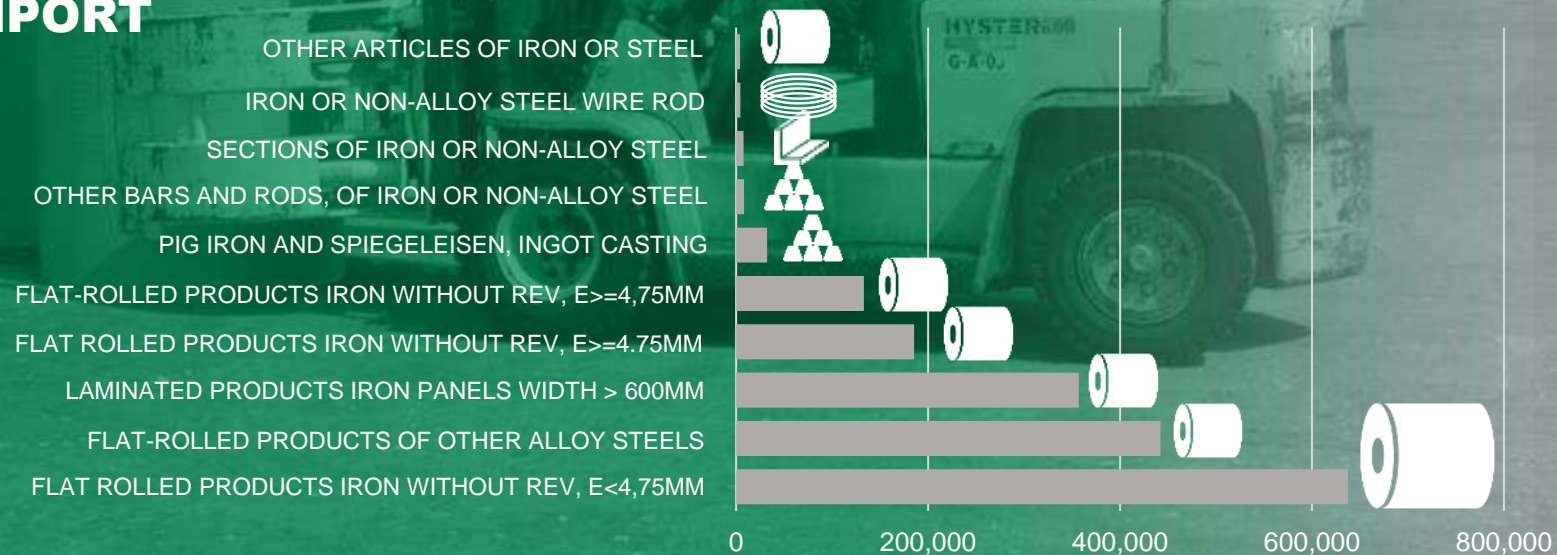 MPORT
OTHER ARTICLES OF IRON OR STEEL
IRON OR NON-ALLOY STEEL WIRE ROD
SECTIONS OF IRON OR NON-ALLOY STEEL
OTHER BARS AND RODS, OF IRON OR NON-ALLOY STEEL
PIG IRON AND SPIEGELEISEN, INGOT CASTING
FLAT-ROLLED PRODUCTS IRON WITHOUT REV, E>=4,75MM
FLAT ROLLED PRODUCTS IRON WITHOUT REV, E>=4.75MM
LAMINATED PRODUCTS IRON PANELS WIDTH > 600MM
FLAT-ROLLED PRODUCTS OF OTHER ALLOY STEELS
FLAT ROLLED PRODUCTS IRON WITHOUT REV, E<4,75MM
0 200,000 400,000 600,000 800,000
HYSTER